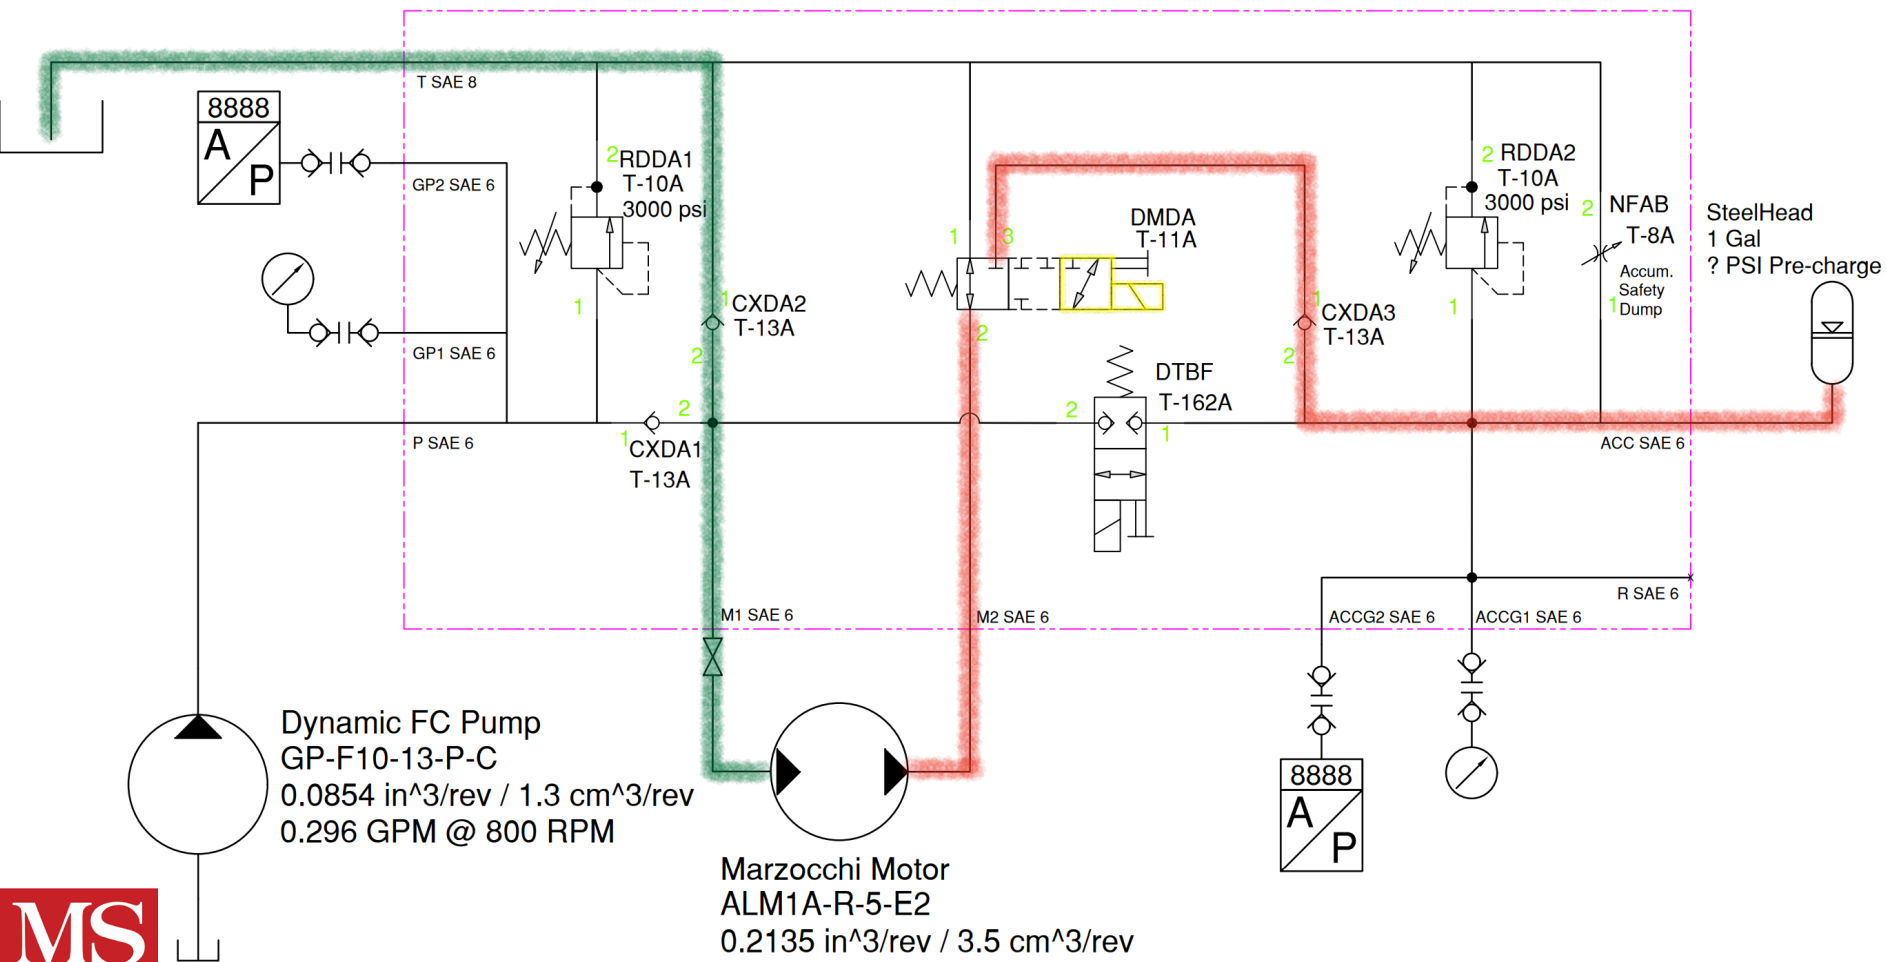 T SAE 8
8888
A
P
GP2 SAE 6
2
RDDA1
T-10A
3000 psi
1
GP1 SAE 6
1
CXDA2
T-13A
2
P SAE 6
2
1
CXDA1
T-13A
1
3
DMDA
T-11A
2
DTBF
T-162A
2
1
1
CXDA3
T-13A
2
2
RDDA2
T-10A
3000 psi
1
2
NFAB
T-8A
Accum.
Safety
Dump
1
SteelHead
1 Gal
? PSI Pre-charge
ACC SAE 6
R SAE 6
M1 SAE 6
M2 SAE 6
ACCG2 SAE 6
ACCG1 SAE 6
8888
A
P
Dynamic FC Pump
GP-F10-13-P-C
0.0854 in^3/rev / 1.3 cm^3/rev
0.296 GPM @ 800 RPM
Marzocchi Motor
ALM1A-R-5-E2
0.2135 in^3/rev / 3.5 cm^3/rev
MS